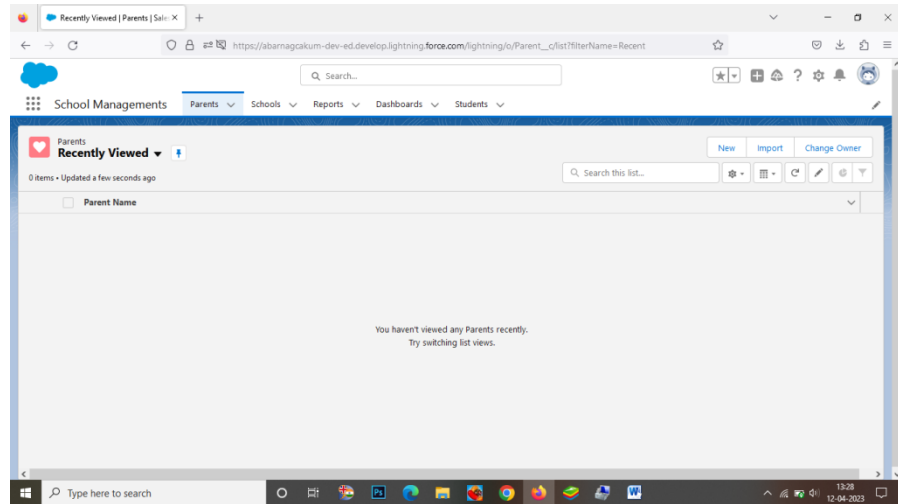 Recently Viewed | Parents | Sale
https://abarnagcakum-dev-ed.develop.lightning.force.com/lightning/o/Parent__c/list?filterName=Recent
Search...
School Managements Parents Schools Reports Dashboards Students
Parents
Recently Viewed
New Import Change Owner
0 items • Updated a few seconds ago
Search this list...
Parent Name
You haven't viewed any Parents recently.
Try switching list views.
Type here to search
Ps
W
13:28
12-04-2023